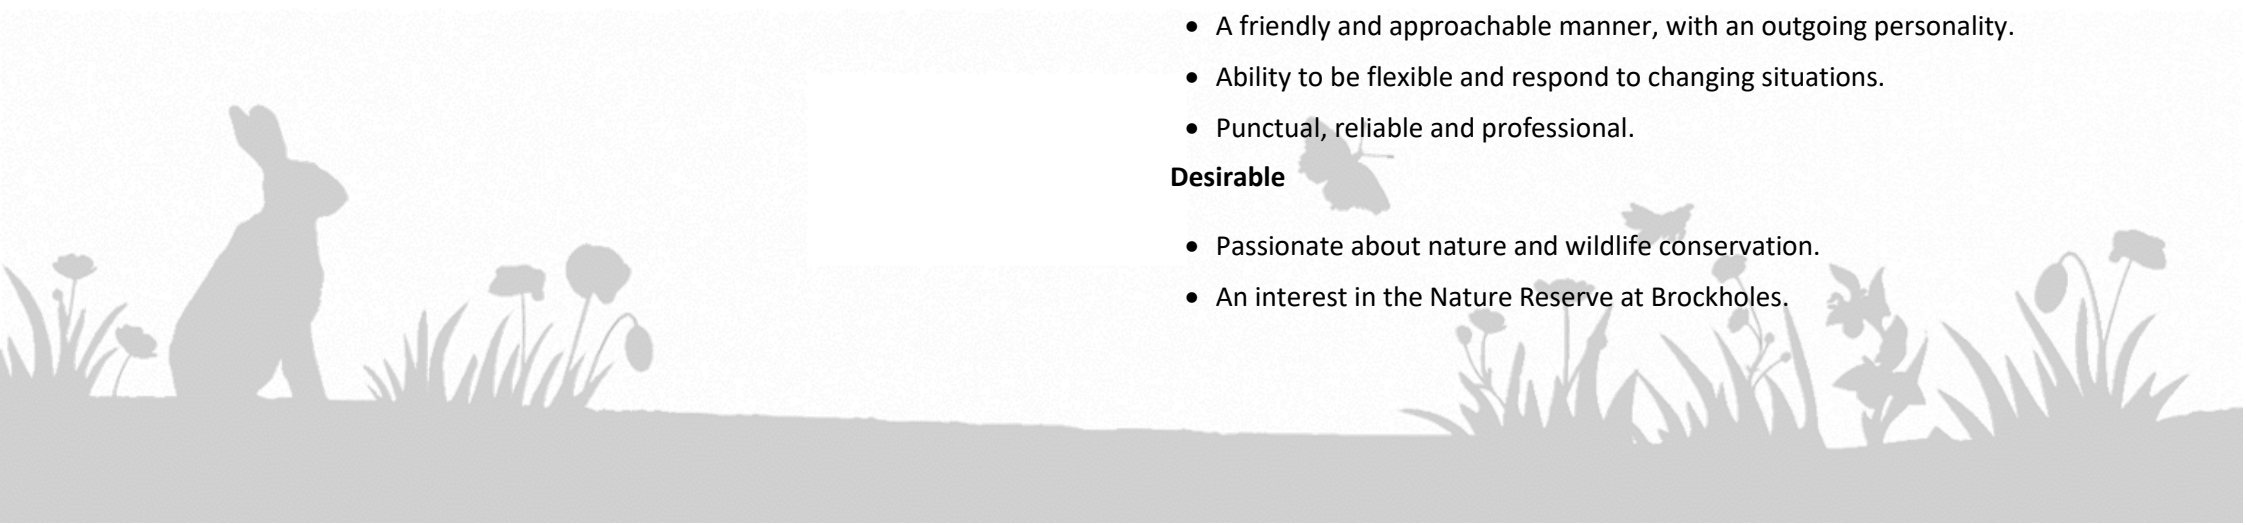 • A friendly and approachable manner, with an outgoing personality.
• Ability to be flexible and respond to changing situations.
• Punctual, reliable and professional.
Desirable
• Passionate about nature and wildlife conservation.
• An interest in the Nature Reserve at Brockholes.